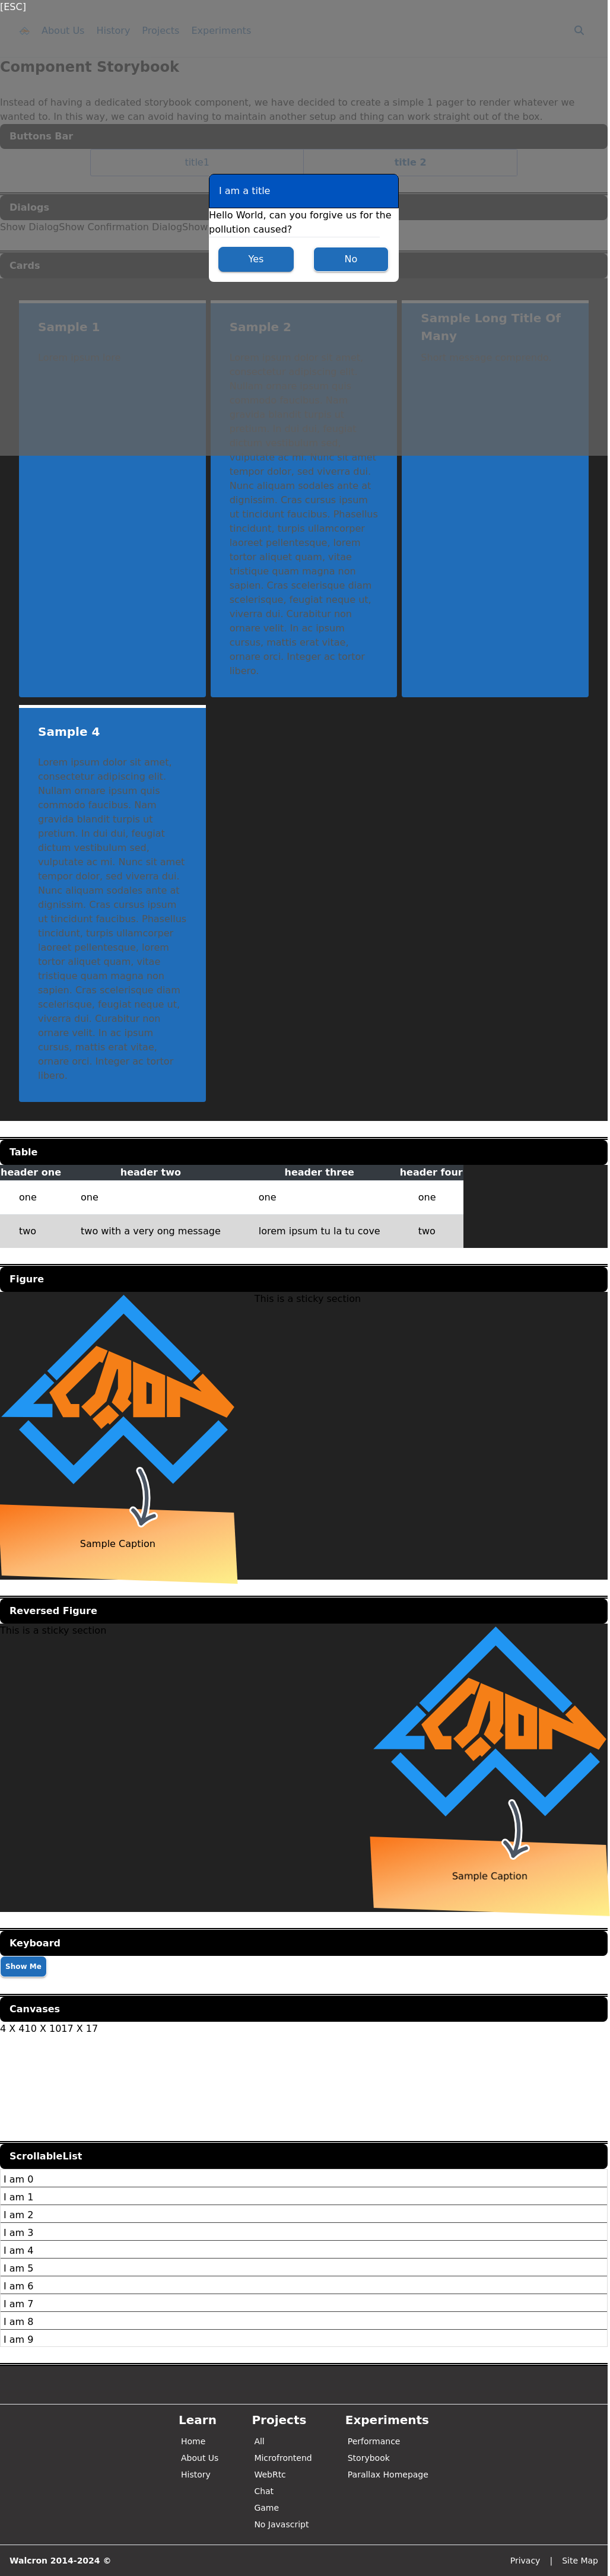 [ESC]
About Us History Projects Experiments
Component Storybook
Instead of having a dedicated storybook component, we have decided to create a simple 1 pager to render whatever we
wanted to. In this way, we can avoid having to maintain another setup and thing can work straight out of the box.
Buttons Bar
title1 title 2
Dialogs
Show DialogShow Confirmation DialogShow
I am a title
Hello World, can you forgive us for the
pollution caused?
Yes No
Cards
Sample 1
Sample 2
Sample Long Title Of
Many
tempor dolor, sed viverra dui.
Nunc aliquam sodales ante at
dignissim. Cras cursus ipsum
ut tincidunt faucibus. Phasellus
tincidunt, turpis ullamcorper
laoreet pellentesque, lorem
tortor aliquet quam, vitae
tristique quam magna non
sapien. Cras scelerisque diam
scelerisque, feugiat neque ut,
viverra dui. Curabitur non
ornare velit. In ac ipsum
cursus, mattis erat vitae,
ornare orci. Integer ac tortor
libero.
Sample 4
Lorem ipsum dolor sit amet,
consectetur adipiscing elit.
Nullam ornare ipsum quis
commodo faucibus. Nam
gravida blandit turpis ut
pretium. In dui dui, feugiat
dictum vestibulum sed,
vulputate ac mi. Nunc sit amet
tempor dolor, sed viverra dui.
Nunc aliquam sodales ante at
dignissim. Cras cursus ipsum
ut tincidunt faucibus. Phasellus
tincidunt, turpis ullamcorper
laoreet pellentesque, lorem
tortor aliquet quam, vitae
tristique quam magna non
sapien. Cras scelerisque diam
scelerisque, feugiat neque ut,
viverra dui. Curabitur non
ornare velit. In ac ipsum
cursus, mattis erat vitae,
ornare orci. Integer ac tortor
libero.
Table
header one header two header three header four
one one one one
two two with a very ong message lorem ipsum tu la tu cove two
Figure
This is a sticky section
Sample Caption
Reversed Figure
This is a sticky section
Sample Caption
Keyboard
Show Me
Canvases
4 X 410 X 1017 X 17
ScrollableList
I am 0
I am 1
I am 2
I am 3
I am 4
I am 5
I am 6
I am 7
I am 8
I am 9
Learn Projects Experiments
Home All Performance
About Us Microfrontend Storybook
History WebRtc Parallax Homepage
Chat
Game
No Javascript
Walcron 2014-2024 © Privacy | Site Map